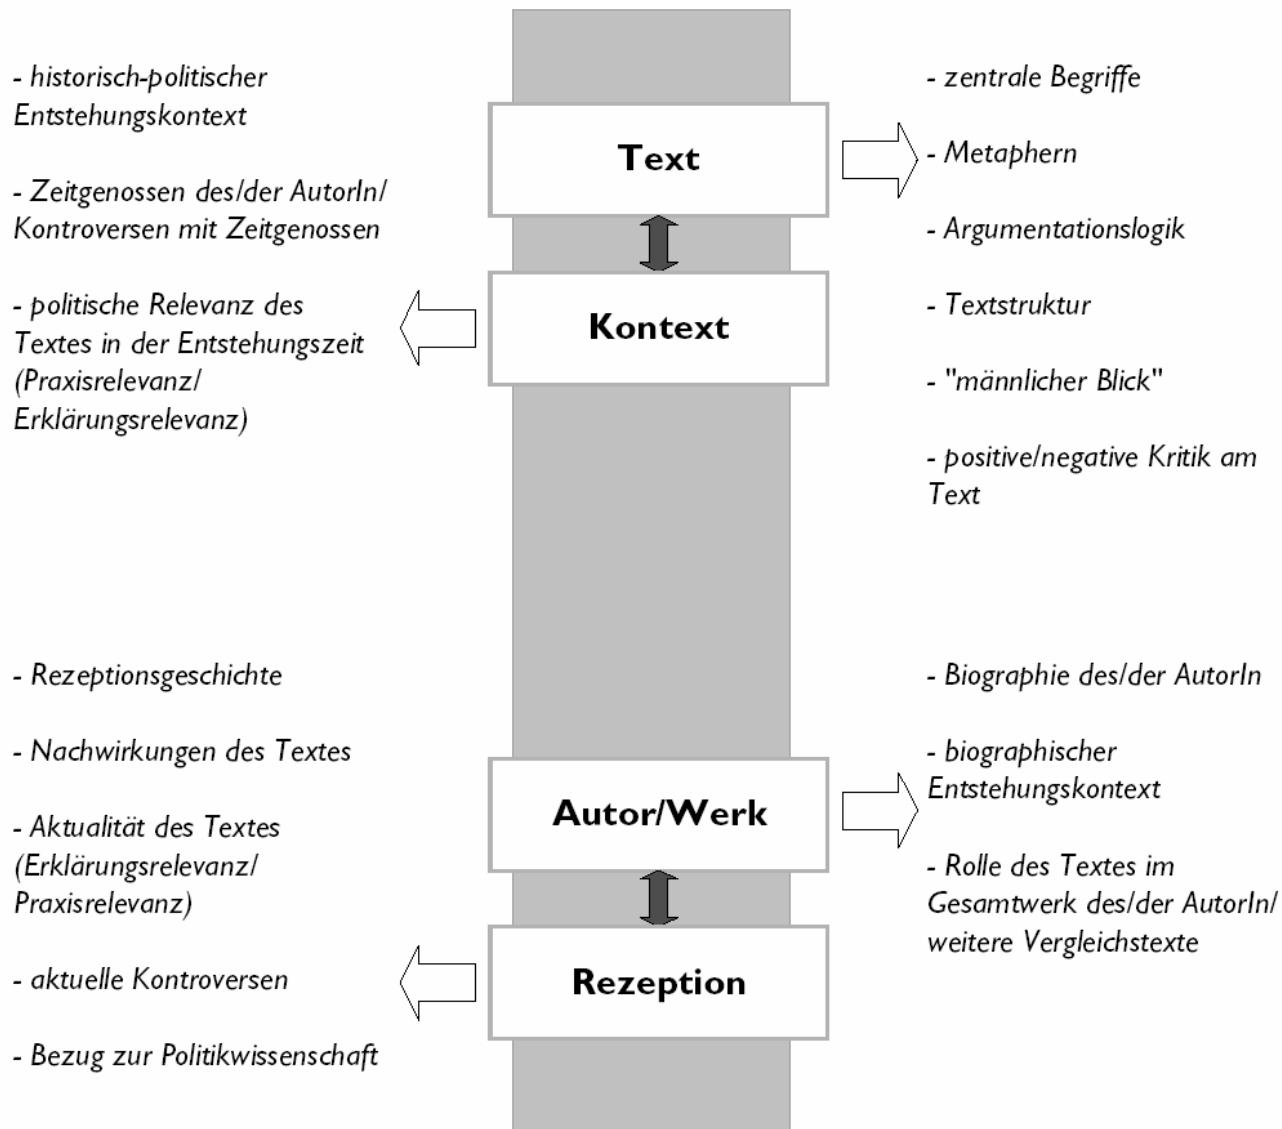 - historisch-politischer
Entstehungskontext
- Zeitgenossen des/der AutorIn/
Kontroversen mit Zeitgenossen
- politische Relevanz des
Textes in der Entstehungszeit
(Praxisrelevanz/
Erklärungsrelevanz)
Text
Kontext
- zentrale Begriffe
- Metaphern
- Argumentationslogik
- Textstruktur
- "männlicher Blick"
- positive/negative Kritik am
Text
- Rezeptionsgeschichte
- Nachwirkungen des Textes
- Aktualität des Textes
(Erklärungsrelevanz/
Praxisrelevanz)
- aktuelle Kontroversen
- Bezug zur Politikwissenschaft
Autor/Werk
Rezeption
- Biographie des/der AutorIn
- biographischer
Entstehungskontext
- Rolle des Textes im
Gesamtwerk des/der AutorIn/
weitere Vergleichstexte